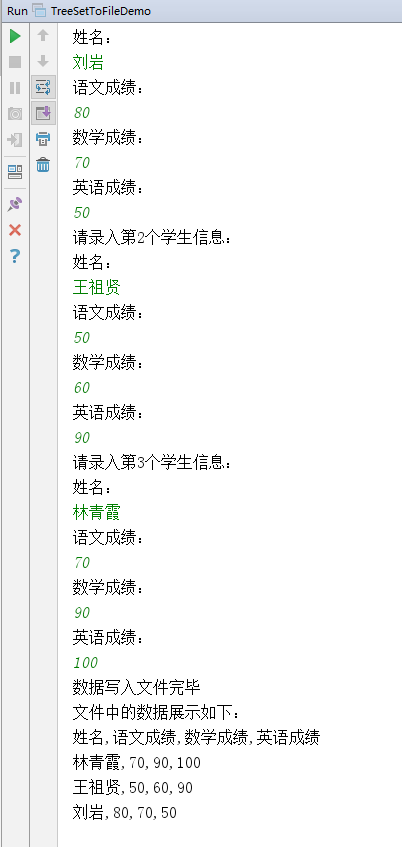 Run TreeSetToFileDemo
姓名：
刘岩
语文成绩：
80
数学成绩：
70
英语成绩：
50
请录入第2个学生信息：
姓名：
王祖贤
语文成绩：
50
数学成绩：
60
英语成绩：
90
请录入第3个学生信息：
姓名：
林青霞
语文成绩：
70
数学成绩：
90
英语成绩：
100
数据写入文件完毕
文件中的数据展示如下：
姓名,语文成绩,数学成绩,英语成绩
林青霞,70,90,100
王祖贤,50,60,90
刘岩,80,70,50